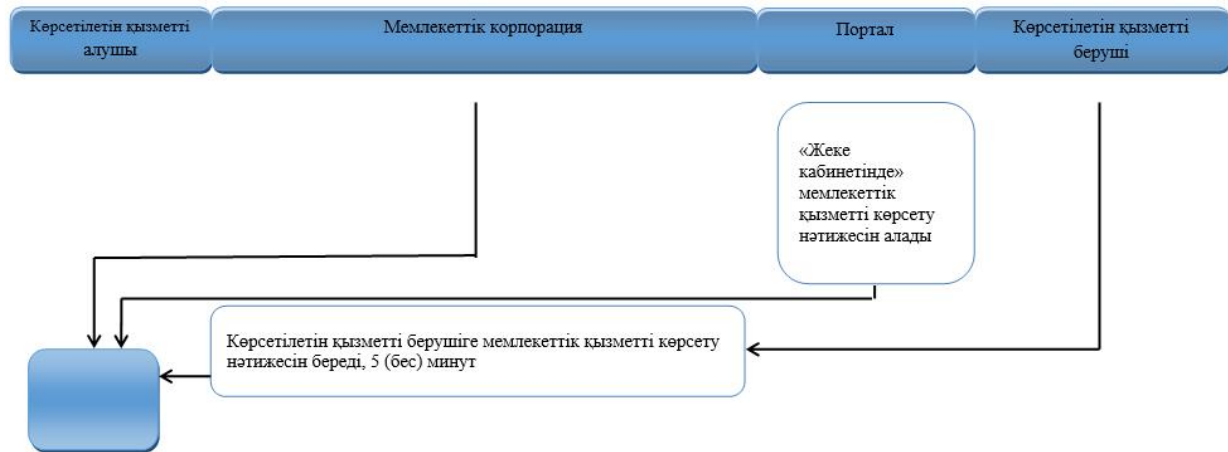 Көрсетілетін қызметті
алушы
Мемлекеттік корпорация
Портал
Көрсетілетін қызметті
беруші
«Жеке
кабинетінде»
мемлекеттік
қызметті көрсету
нәтижесін алады
Көрсетілетін қызметті берушіге мемлекеттік қызметті көрсету
нәтижесін береді, 5 (бес) минут